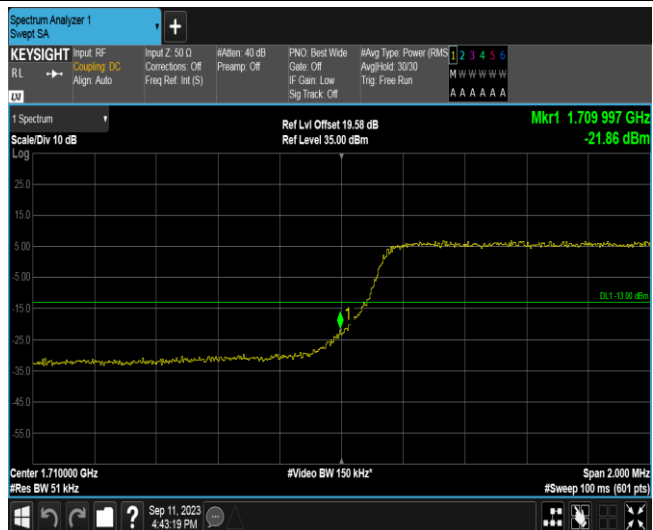 Spectrum Analyzer 1
Swept SA
+
KEYSIGHT
RL
Input: RF
Coupling: DC
Align: Auto
Input Z: 50 Ω
Corrections: Off
Freq Ref: Int (S)
#Atten: 40 dB
Preamp: Off
PNO: Best Wide
Gate: Off
IF Gain: Low
Sig Track: Off
#Avg Type: Power (RMS
Avg|Hold: 30/30
Trig: Free Run
1 2 3 4 5 6
M W W W W W
A A A A A A
1 Spectrum
Scale/Div 10 dB
Log
Ref Lvl Offset 19.58 dB
Ref Level 35.00 dBm
Mkr1 1.709 997 GHz
-21.86 dBm
25.0
15.0
5.00
-5.00
-15.0
-25.0
-35.0
-45.0
-55.0
DL1 -13.00 dBm
1
Center 1.710000 GHz
#Res BW 51 kHz
#Video BW 150 kHz*
Span 2.000 MHz
#Sweep 100 ms (601 pts)
?
Sep 11, 2023
4:43:19 PM